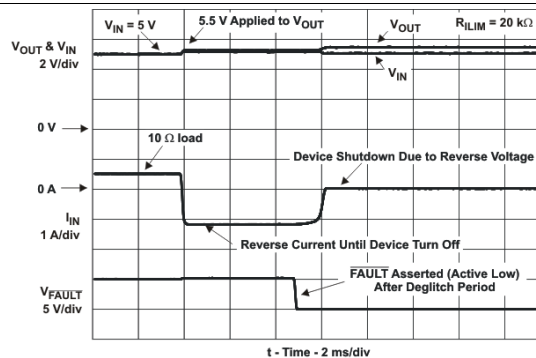 V_IN = 5 V
5.5 V Applied to V_OUT
V_OUT
R_ILIM = 20 kΩ
V_OUT & V_IN
2 V/div
V_IN
0 V
10 Ω load
Device Shutdown Due to Reverse Voltage
0 A
I_IN
1 A/div
Reverse Current Until Device Turn Off
F̅A̅U̅L̅T̅ Asserted (Active Low)
After Deglitch Period
V_F̅A̅U̅L̅T̅
5 V/div
t - Time - 2 ms/div